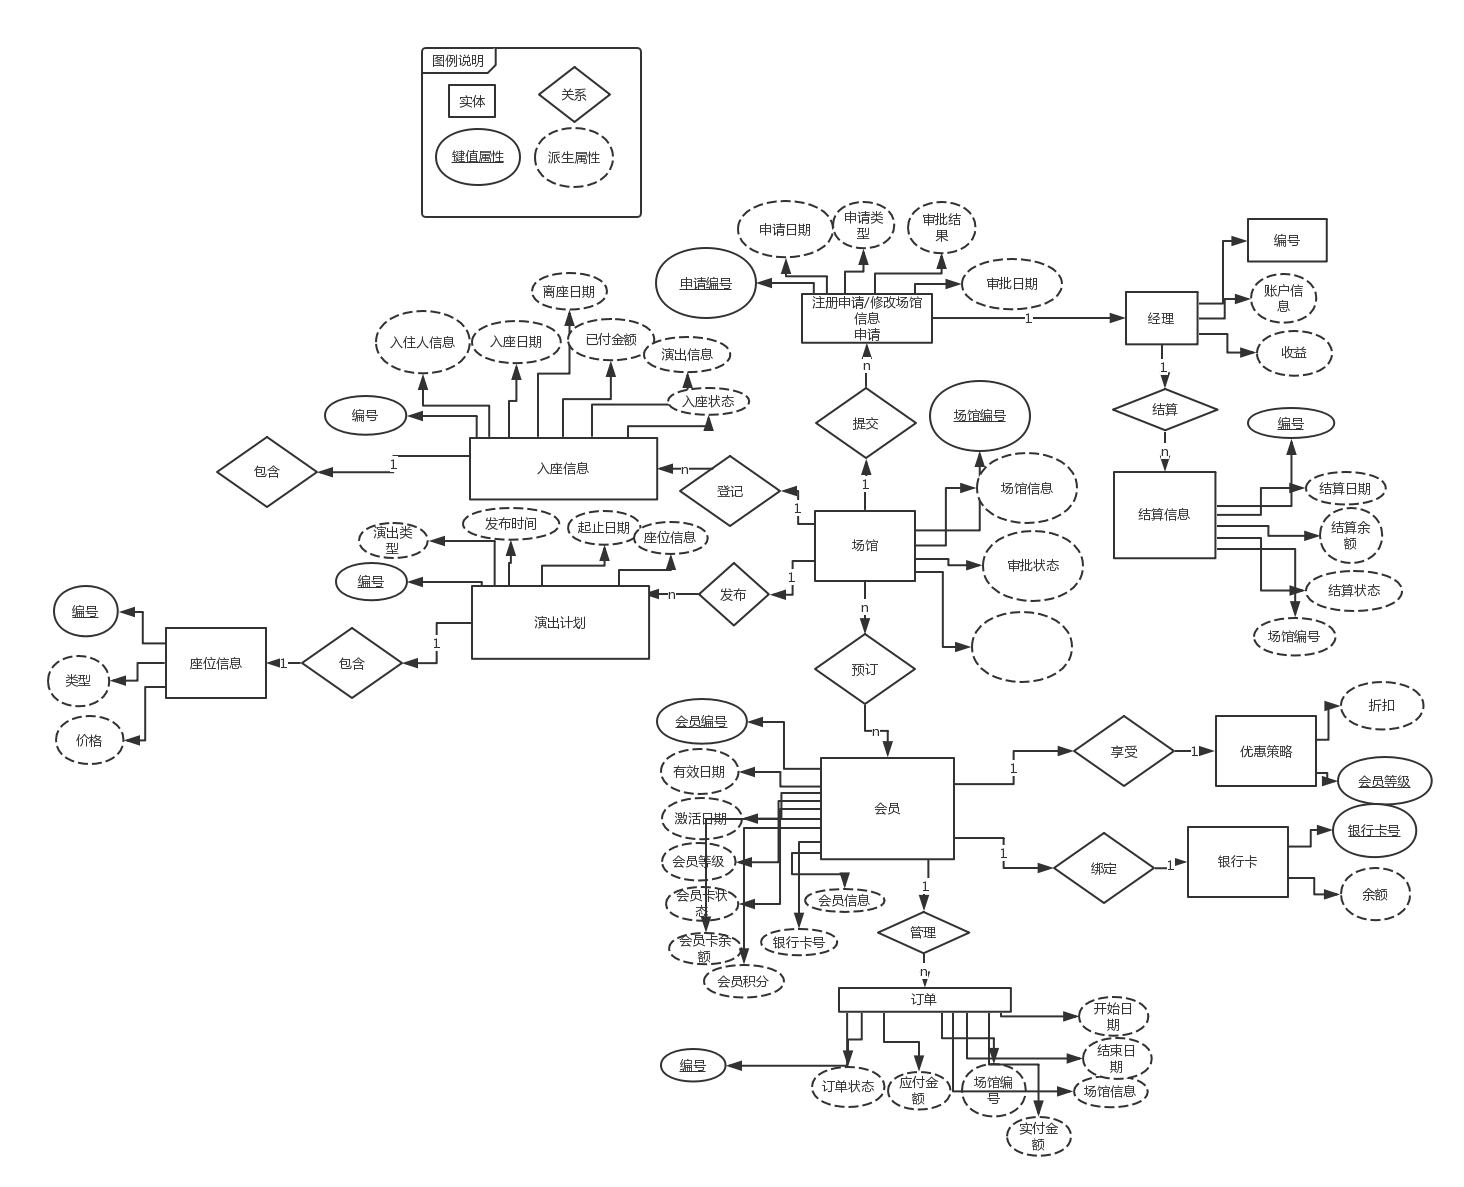 图例说明
实体
关系
键值属性
派生属性
申请日期
申请类
型
审批结
果
申请编号
审批日期
注册申请/修改场馆
信息
申请
1
经理
编号
账户信
息
收益
1
结算
n
编号
结算信息
结算日期
结算余
额
结算状态
场馆编号
离座日期
入住人信息
入座日期
已付金额
演出信息
入座状态
编号
入座信息
1
包含
n
登记
1
n
提交
1
场馆编号
场馆信息
场馆
审批状态
演出类
型
发布时间
起止日期
座位信息
编号
演出计划
n
发布
1
1
包含
1
座位信息
编号
类型
价格
n
预订
n
会员编号
有效日期
激活日期
会员等级
会员卡状
态
会员卡余
额
会员积分
银行卡号
会员信息
会员
1
享受
1
优惠策略
折扣
会员等级
1
绑定
1
银行卡
银行卡号
余额
1
管理
n
订单
编号
订单状态
应付金
额
场馆编
号
开始日
期
结束日
期
场馆信息
实付金
额